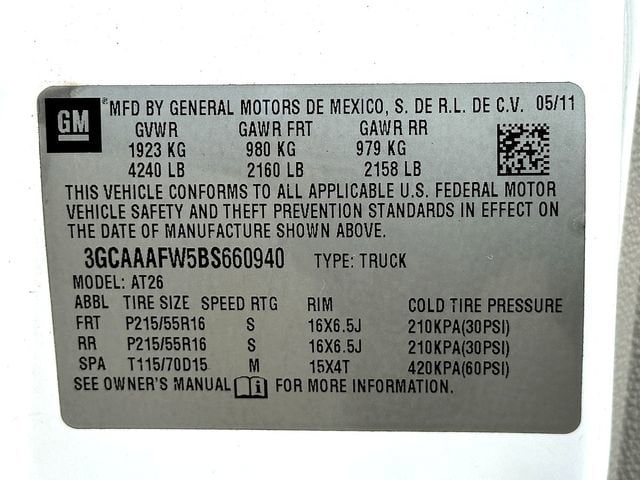 GM ® MFD BY GENERAL MOTORS DE MEXICO, S. DE R.L. DE C.V. 05/11
GVWR GAWR FRT GAWR RR
1923 KG 980 KG 979 KG
4240 LB 2160 LB 2158 LB
THIS VEHICLE CONFORMS TO ALL APPLICABLE U.S. FEDERAL MOTOR
VEHICLE SAFETY AND THEFT PREVENTION STANDARDS IN EFFECT ON
THE DATE OF MANUFACTURE SHOWN ABOVE.
3GCAAAFW5BS660940 TYPE: TRUCK
MODEL: AT26
ABBL TIRE SIZE SPEED RTG RIM COLD TIRE PRESSURE
FRT P215/55R16 S 16X6.5J 210KPA(30PSI)
RR P215/55R16 S 16X6.5J 210KPA(30PSI)
SPA T115/70D15 M 15X4T 420KPA(60PSI)
SEE OWNER'S MANUAL i FOR MORE INFORMATION.